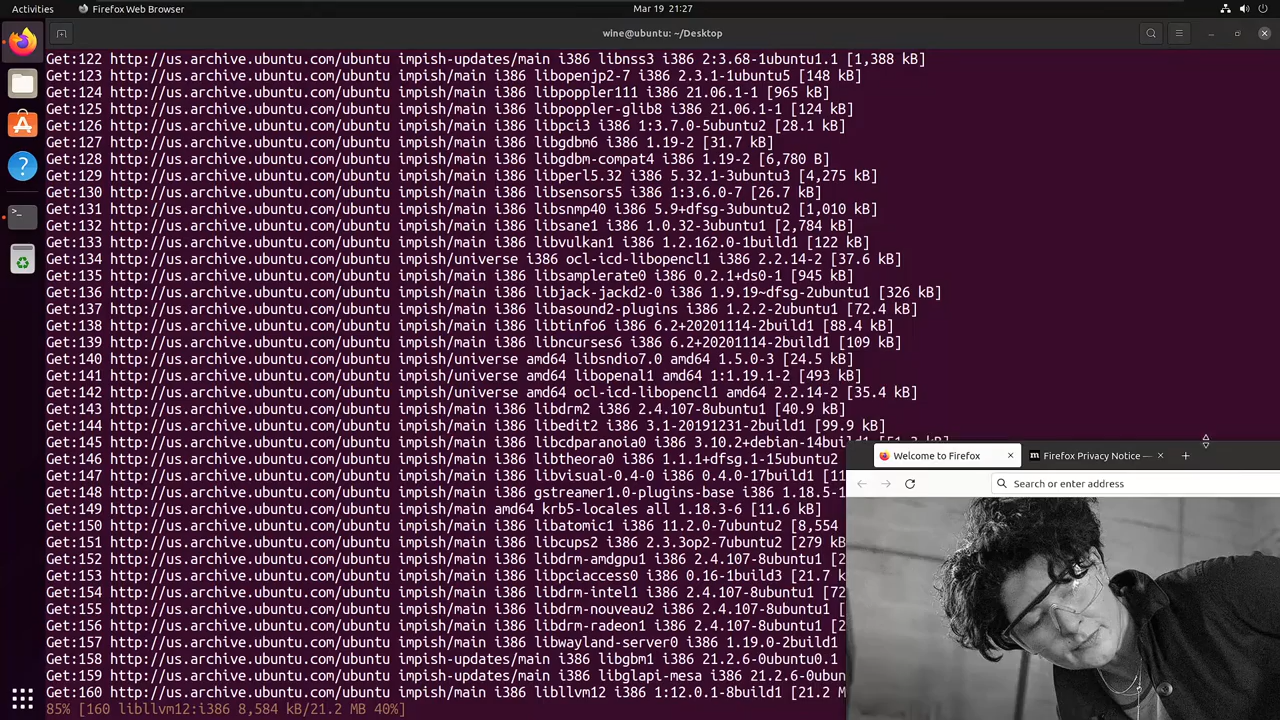 Activities
Firefox Web Browser
Mar 19 21:27
wine@ubuntu: ~/Desktop
Get:122 http://us.archive.ubuntu.com/ubuntu impish-updates/main i386 libnss3 i386 2:3.68-1ubuntu1.1 [1,388 kB]
Get:123 http://us.archive.ubuntu.com/ubuntu impish/main i386 libopenjp2-7 i386 2.3.1-1ubuntu5 [148 kB]
Get:124 http://us.archive.ubuntu.com/ubuntu impish/main i386 libpoppler111 i386 21.06.1-1 [965 kB]
Get:125 http://us.archive.ubuntu.com/ubuntu impish/main i386 libpoppler-glib8 i386 21.06.1-1 [124 kB]
Get:126 http://us.archive.ubuntu.com/ubuntu impish/main i386 libpci3 i386 1:3.7.0-5ubuntu2 [28.1 kB]
Get:127 http://us.archive.ubuntu.com/ubuntu impish/main i386 libgdbm6 i386 1.19-2 [31.7 kB]
Get:128 http://us.archive.ubuntu.com/ubuntu impish/main i386 libgdbm-compat4 i386 1.19-2 [6,780 B]
Get:129 http://us.archive.ubuntu.com/ubuntu impish/main i386 libperl5.32 i386 5.32.1-3ubuntu3 [4,275 kB]
Get:130 http://us.archive.ubuntu.com/ubuntu impish/main i386 libsensors5 i386 1:3.6.0-7 [26.7 kB]
Get:131 http://us.archive.ubuntu.com/ubuntu impish/main i386 libsnmp40 i386 5.9+dfsg-3ubuntu2 [1,010 kB]
Get:132 http://us.archive.ubuntu.com/ubuntu impish/main i386 libsane1 i386 1.0.32-3ubuntu1 [2,784 kB]
Get:133 http://us.archive.ubuntu.com/ubuntu impish/main i386 libvulkan1 i386 1.2.162.0-1build1 [122 kB]
Get:134 http://us.archive.ubuntu.com/ubuntu impish/universe i386 ocl-icd-libopencl1 i386 2.2.14-2 [37.6 kB]
Get:135 http://us.archive.ubuntu.com/ubuntu impish/main i386 libsamplerate0 i386 0.2.1+ds0-1 [945 kB]
Get:136 http://us.archive.ubuntu.com/ubuntu impish/main i386 libjack-jackd2-0 i386 1.9.19~dfsg-2ubuntu1 [326 kB]
Get:137 http://us.archive.ubuntu.com/ubuntu impish/main i386 libasound2-plugins i386 1.2.2-2ubuntu1 [72.4 kB]
Get:138 http://us.archive.ubuntu.com/ubuntu impish/main i386 libtinfo6 i386 6.2+20201114-2build1 [88.4 kB]
Get:139 http://us.archive.ubuntu.com/ubuntu impish/main i386 libncurses6 i386 6.2+20201114-2build1 [109 kB]
Get:140 http://us.archive.ubuntu.com/ubuntu impish/universe amd64 libsndio7.0 amd64 1.5.0-3 [24.5 kB]
Get:141 http://us.archive.ubuntu.com/ubuntu impish/universe amd64 libopenal1 amd64 1:1.19.1-2 [493 kB]
Get:142 http://us.archive.ubuntu.com/ubuntu impish/universe amd64 ocl-icd-libopencl1 amd64 2.2.14-2 [35.4 kB]
Get:143 http://us.archive.ubuntu.com/ubuntu impish/main i386 libdrm2 i386 2.4.107-8ubuntu1 [40.9 kB]
Get:144 http://us.archive.ubuntu.com/ubuntu impish/main i386 libedit2 i386 3.1-20191231-2build1 [99.9 kB]
Get:145 http://us.archive.ubuntu.com/ubuntu impish/main i386 libcdparanoia0 i386 3.10.2+debian-14build1
Get:146 http://us.archive.ubuntu.com/ubuntu impish/main i386 libtheora0 i386 1.1.1+dfsg.1-15ubuntu2
Get:147 http://us.archive.ubuntu.com/ubuntu impish/main i386 libvisual-0.4-0 i386 0.4.0-17build1 [11
Get:148 http://us.archive.ubuntu.com/ubuntu impish/main i386 gstreamer1.0-plugins-base i386 1.18.5-1
Get:149 http://us.archive.ubuntu.com/ubuntu impish/main amd64 krb5-locales all 1.18.3-6 [11.6 kB]
Get:150 http://us.archive.ubuntu.com/ubuntu impish/main i386 libatomic1 i386 11.2.0-7ubuntu2 [8,554
Get:151 http://us.archive.ubuntu.com/ubuntu impish/main i386 libcups2 i386 2.3.3op2-7ubuntu2 [279 k
Get:152 http://us.archive.ubuntu.com/ubuntu impish/main i386 libdrm-amdgpu1 i386 2.4.107-8ubuntu1 [2
Get:153 http://us.archive.ubuntu.com/ubuntu impish/main i386 libpciaccess0 i386 0.16-1build3 [21.7 k
Get:154 http://us.archive.ubuntu.com/ubuntu impish/main i386 libdrm-intel1 i386 2.4.107-8ubuntu1 [72
Get:155 http://us.archive.ubuntu.com/ubuntu impish/main i386 libdrm-nouveau2 i386 2.4.107-8ubuntu1 [
Get:156 http://us.archive.ubuntu.com/ubuntu impish/main i386 libdrm-radeon1 i386 2.4.107-8ubuntu1 [
Get:157 http://us.archive.ubuntu.com/ubuntu impish/main i386 libwayland-server0 i386 1.19.0-2build1
Get:158 http://us.archive.ubuntu.com/ubuntu impish-updates/main i386 libgbm1 i386 21.2.6-0ubuntu0.1
Get:159 http://us.archive.ubuntu.com/ubuntu impish-updates/main i386 libglapi-mesa i386 21.2.6-0ubun
Get:160 http://us.archive.ubuntu.com/ubuntu impish/main i386 libllvm12 i386 1:12.0.1-8build1 [21.2 M
85% [160 libllvm12:i386 8,584 kB/21.2 MB 40%]
Welcome to Firefox
Firefox Privacy Notice —
Search or enter address